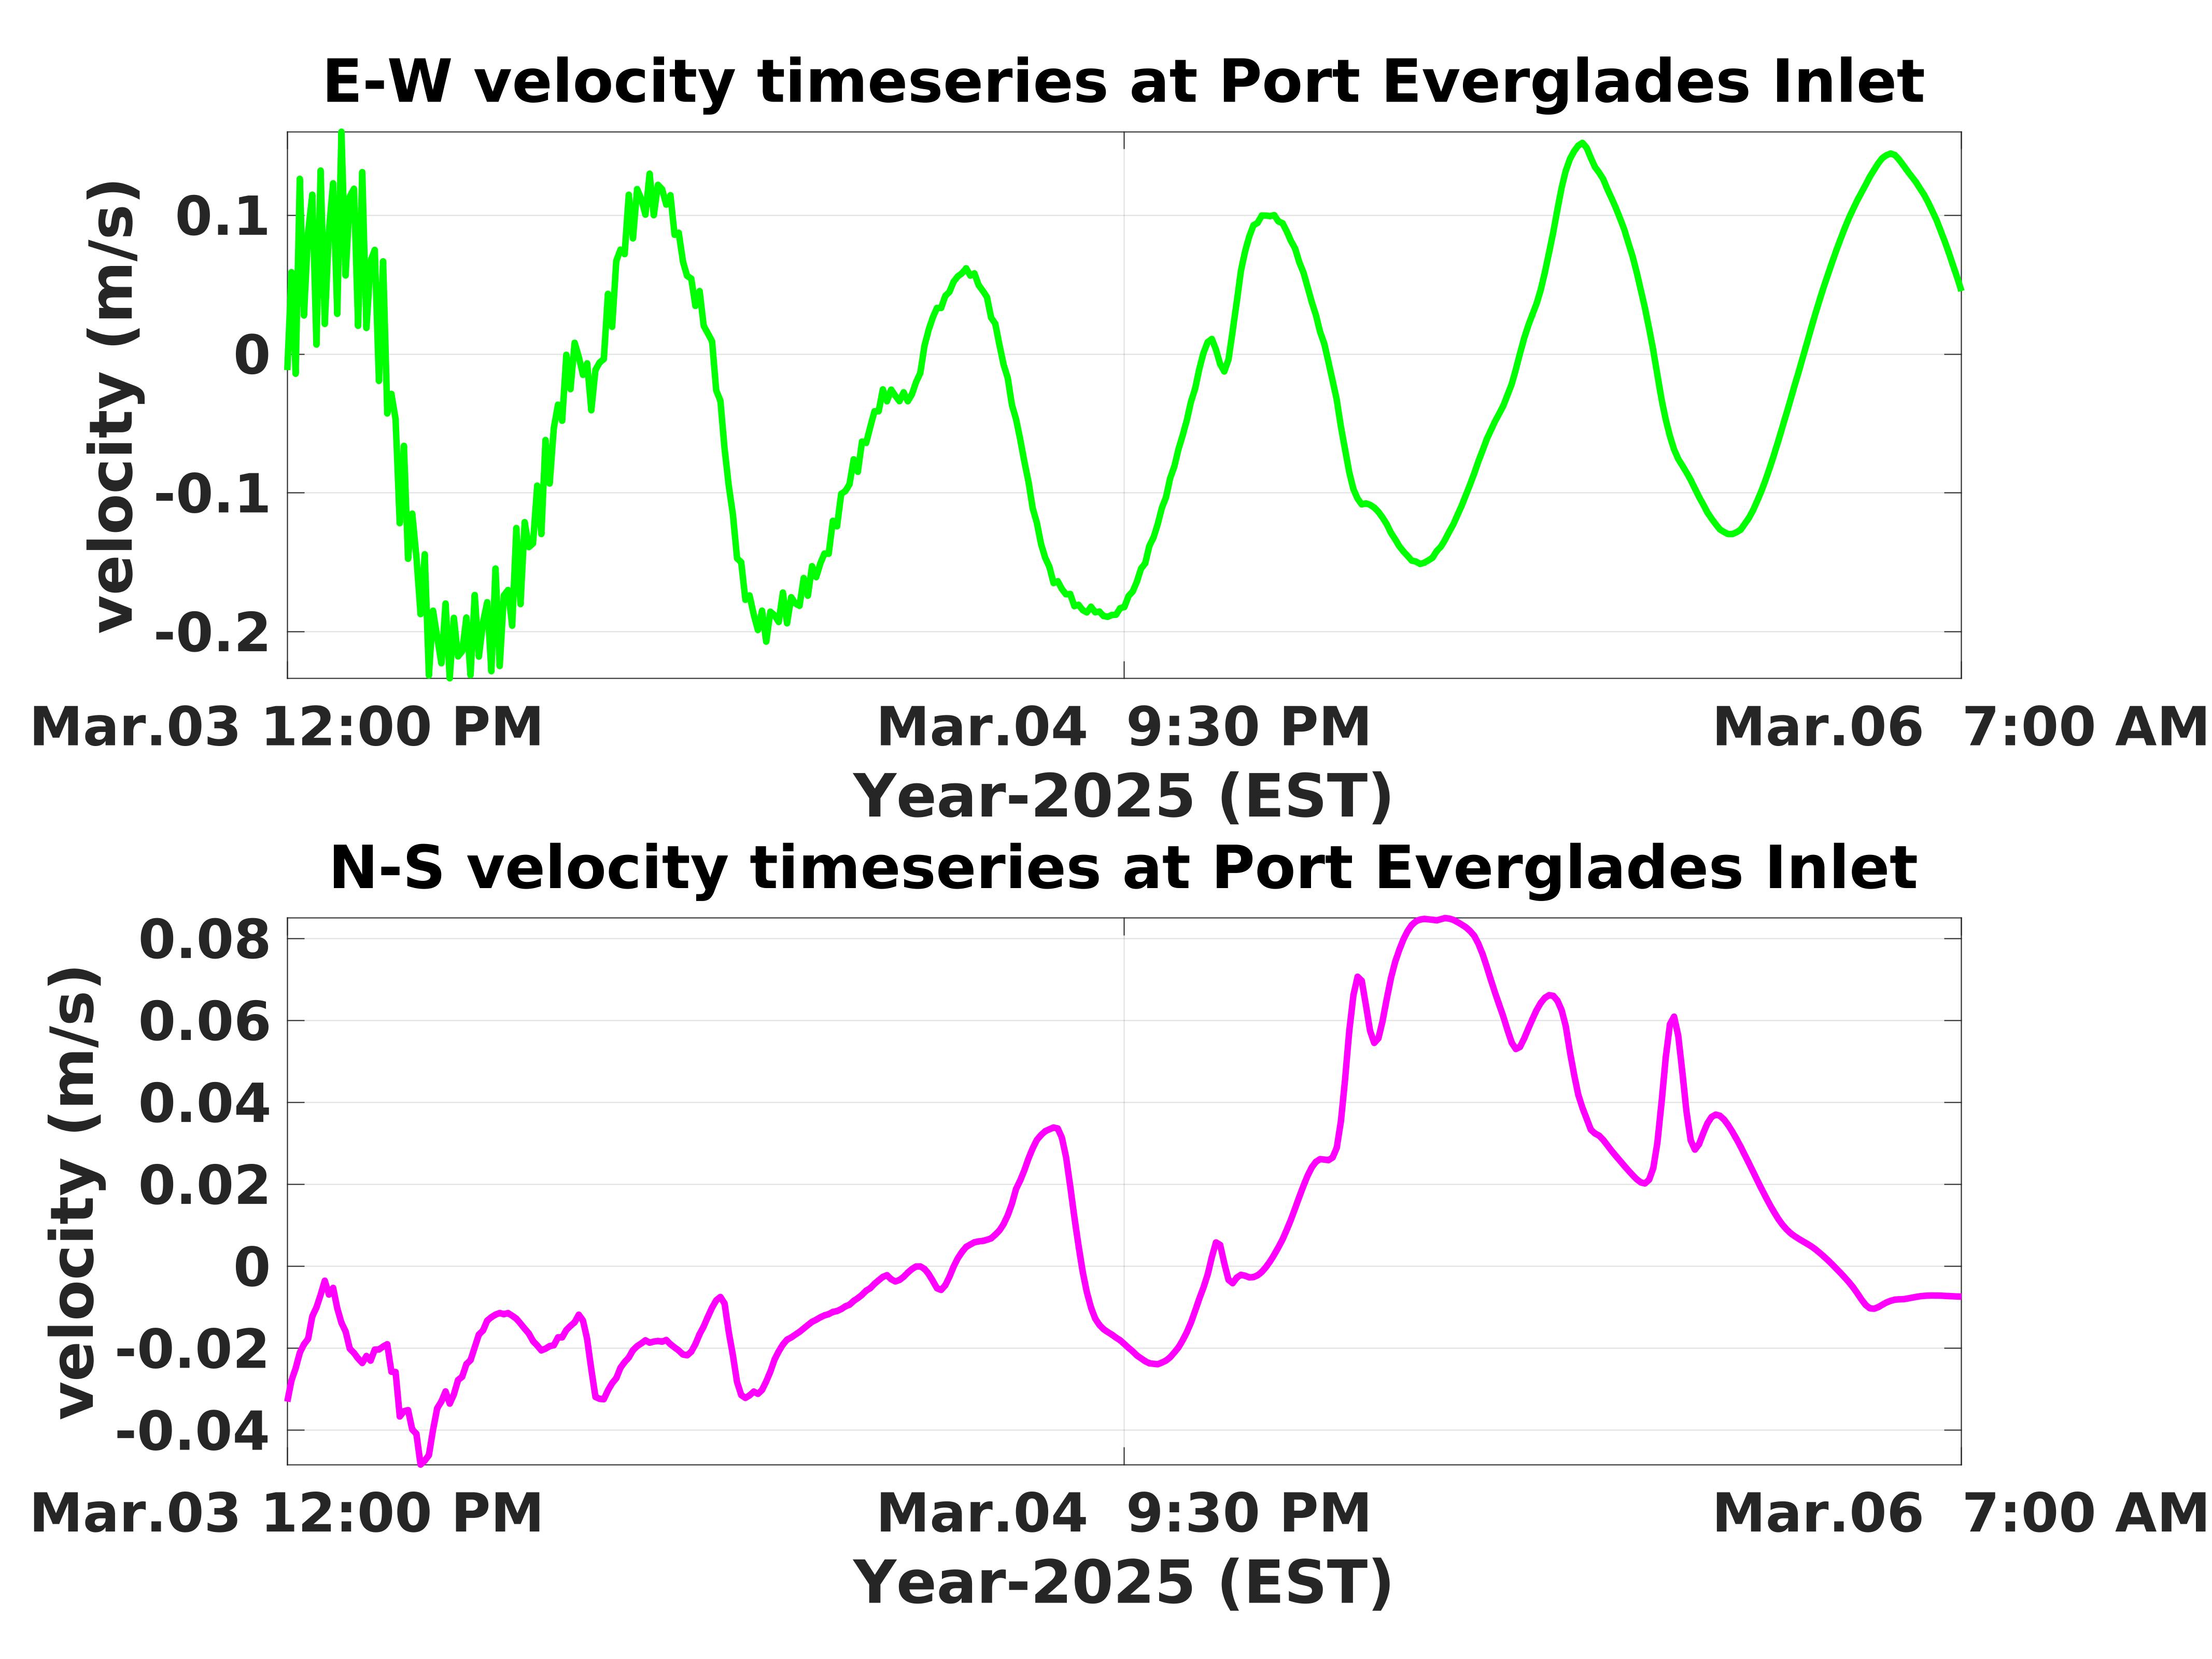 E-W velocity timeseries at Port Everglades Inlet
velocity (m/s)
0.1
0
-0.1
-0.2
Mar.03 12:00 PM Mar.04  9:30 PM Mar.06  7:00 AM
Year-2025 (EST)
N-S velocity timeseries at Port Everglades Inlet
velocity (m/s)
0.08
0.06
0.04
0.02
0
-0.02
-0.04
Mar.03 12:00 PM Mar.04  9:30 PM Mar.06  7:00 AM
Year-2025 (EST)